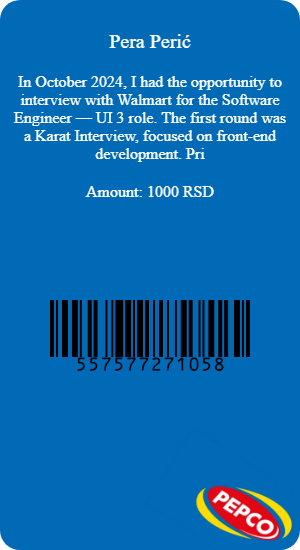 Pera Perić
In October 2024, I had the opportunity to
interview with Walmart for the Software
Engineer — UI 3 role. The first round was
a Karat Interview, focused on front-end
development. Pri
Amount: 1000 RSD
557577271058
PEPCO